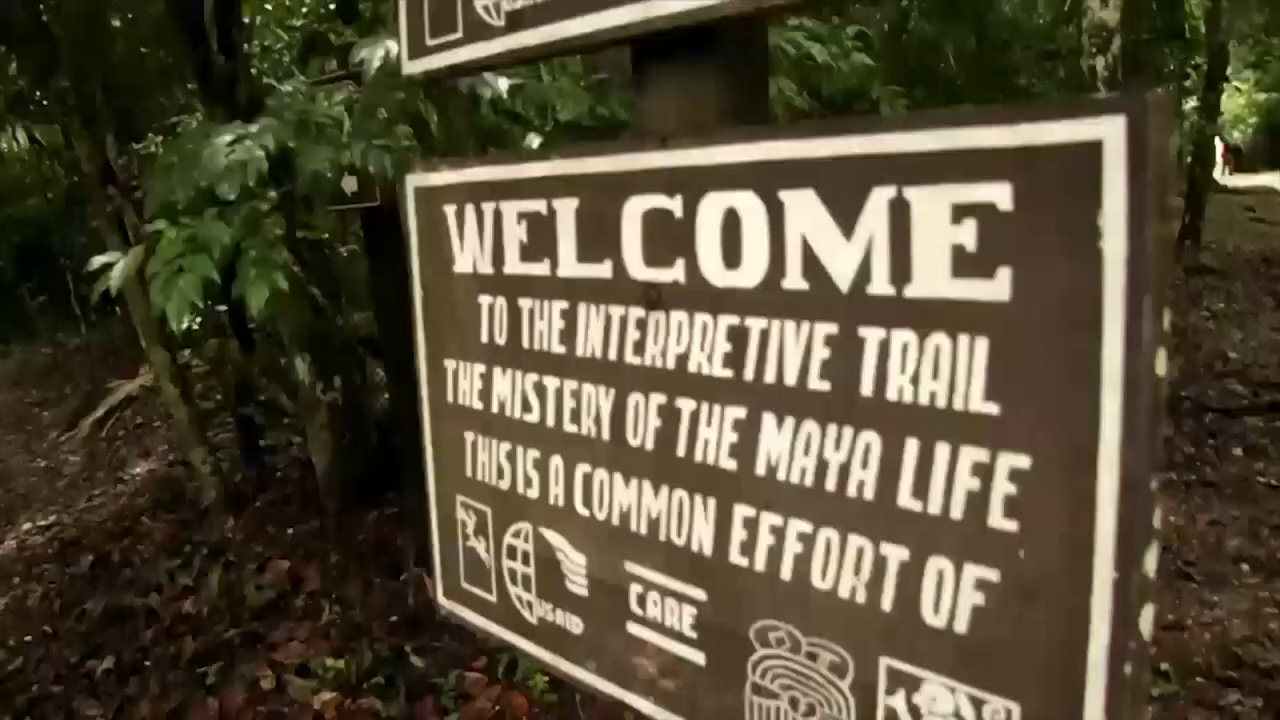 WELCOME
TO THE INTERPRETIVE TRAIL
THE MISTERY OF THE MAYA LIFE
THIS IS A COMMON EFFORT OF
USAID
CARE